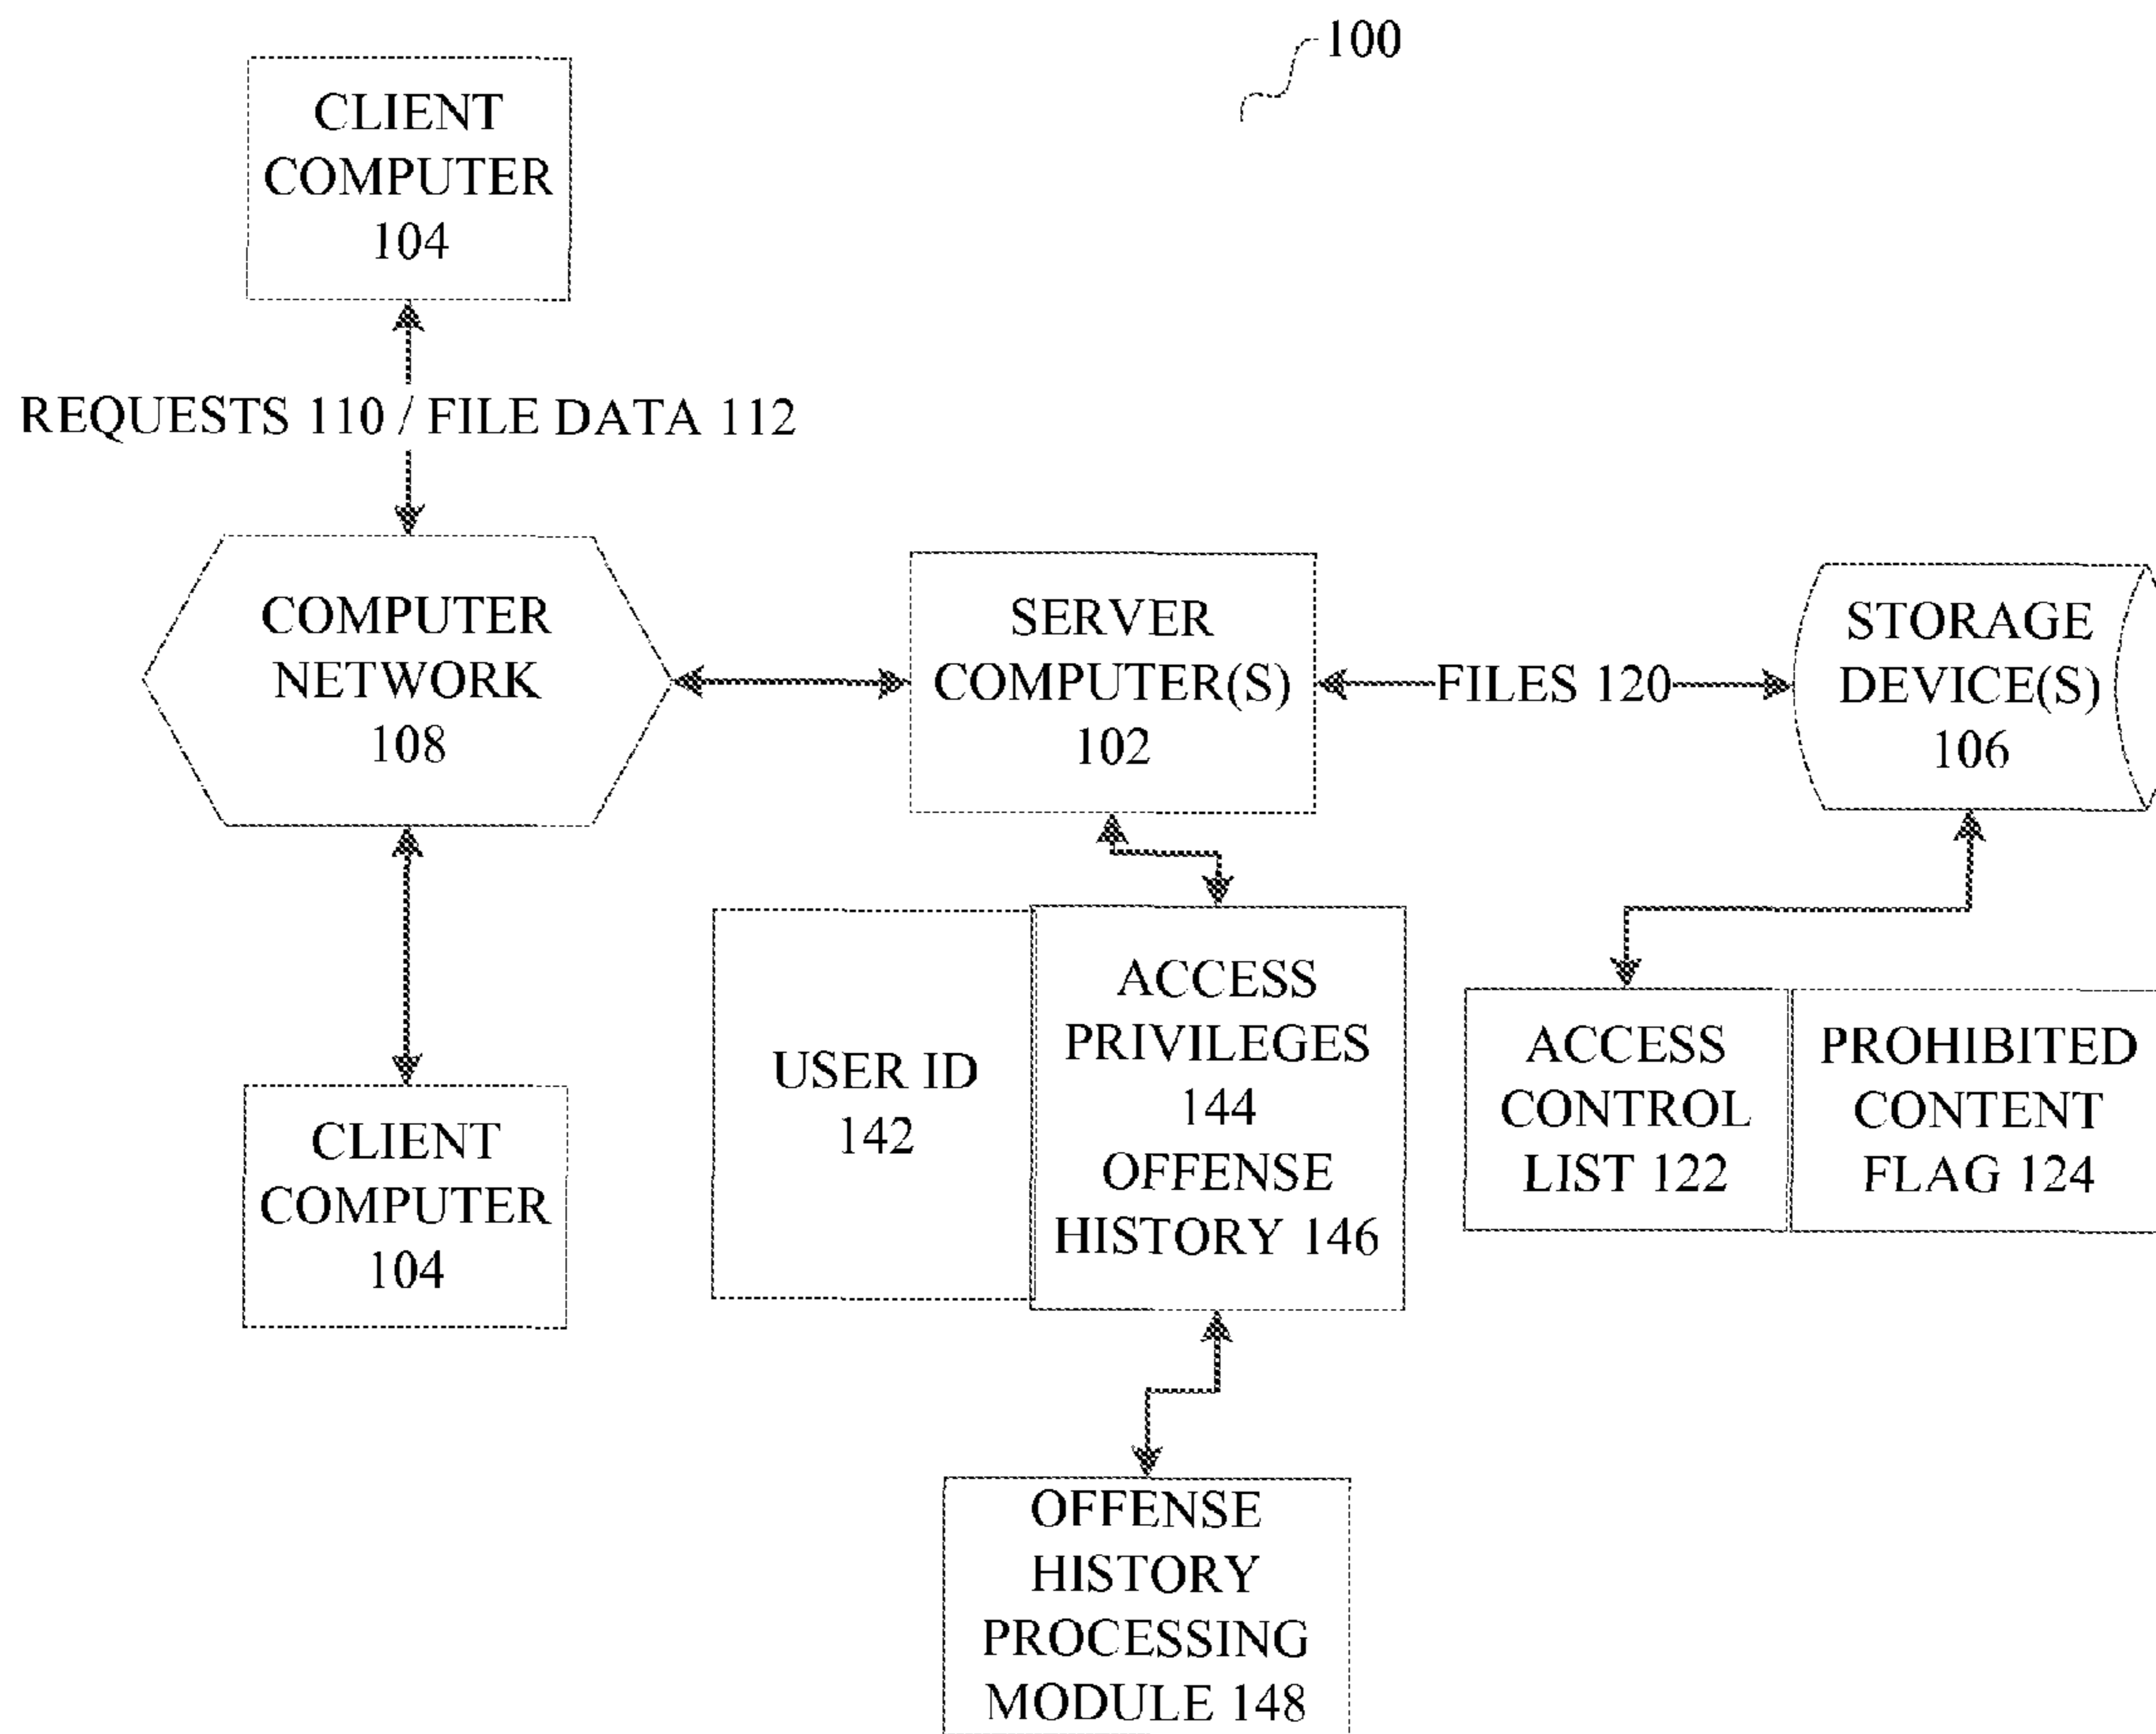 100
CLIENT
COMPUTER
104
REQUESTS 110 / FILE DATA 112
COMPUTER
NETWORK
108
SERVER
COMPUTER(S)
102
FILES 120
STORAGE
DEVICE(S)
106
USER ID
142
ACCESS
PRIVILEGES
144
OFFENSE
HISTORY 146
ACCESS
CONTROL
LIST 122
PROHIBITED
CONTENT
FLAG 124
CLIENT
COMPUTER
104
OFFENSE
HISTORY
PROCESSING
MODULE 148